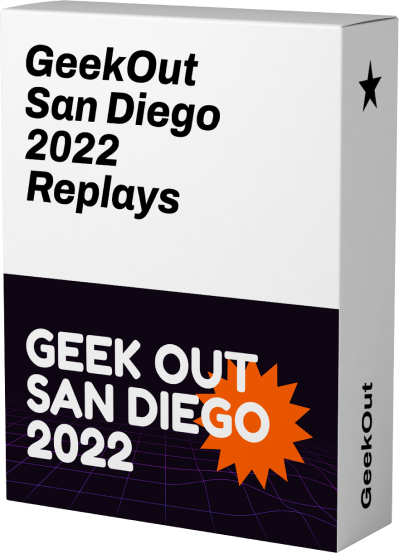 GeekOut
San Diego
2022
Replays
GEEK OUT
SAN DIEGO
2022
GeekOut